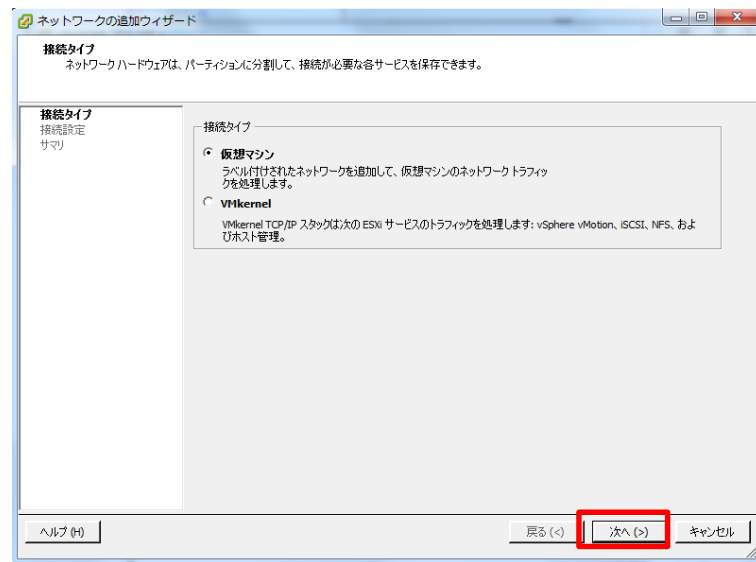 ネットワークの追加ウィザード
接続タイプ
ネットワーク ハードウェアは、パーティションに分割して、接続が必要な各サービスを保存できます。
接続タイプ
接続設定
サマリ
接続タイプ
仮想マシン
ラベル付けされたネットワークを追加して、仮想マシンのネットワーク トラフィッ
クを処理します。
VMkernel
VMkernel TCP/IP スタックは次の ESXi サービスのトラフィックを処理します: vSphere vMotion、iSCSI、NFS、およ
びホスト管理。
ヘルプ (H)
戻る (<)
次へ (>)
キャンセル